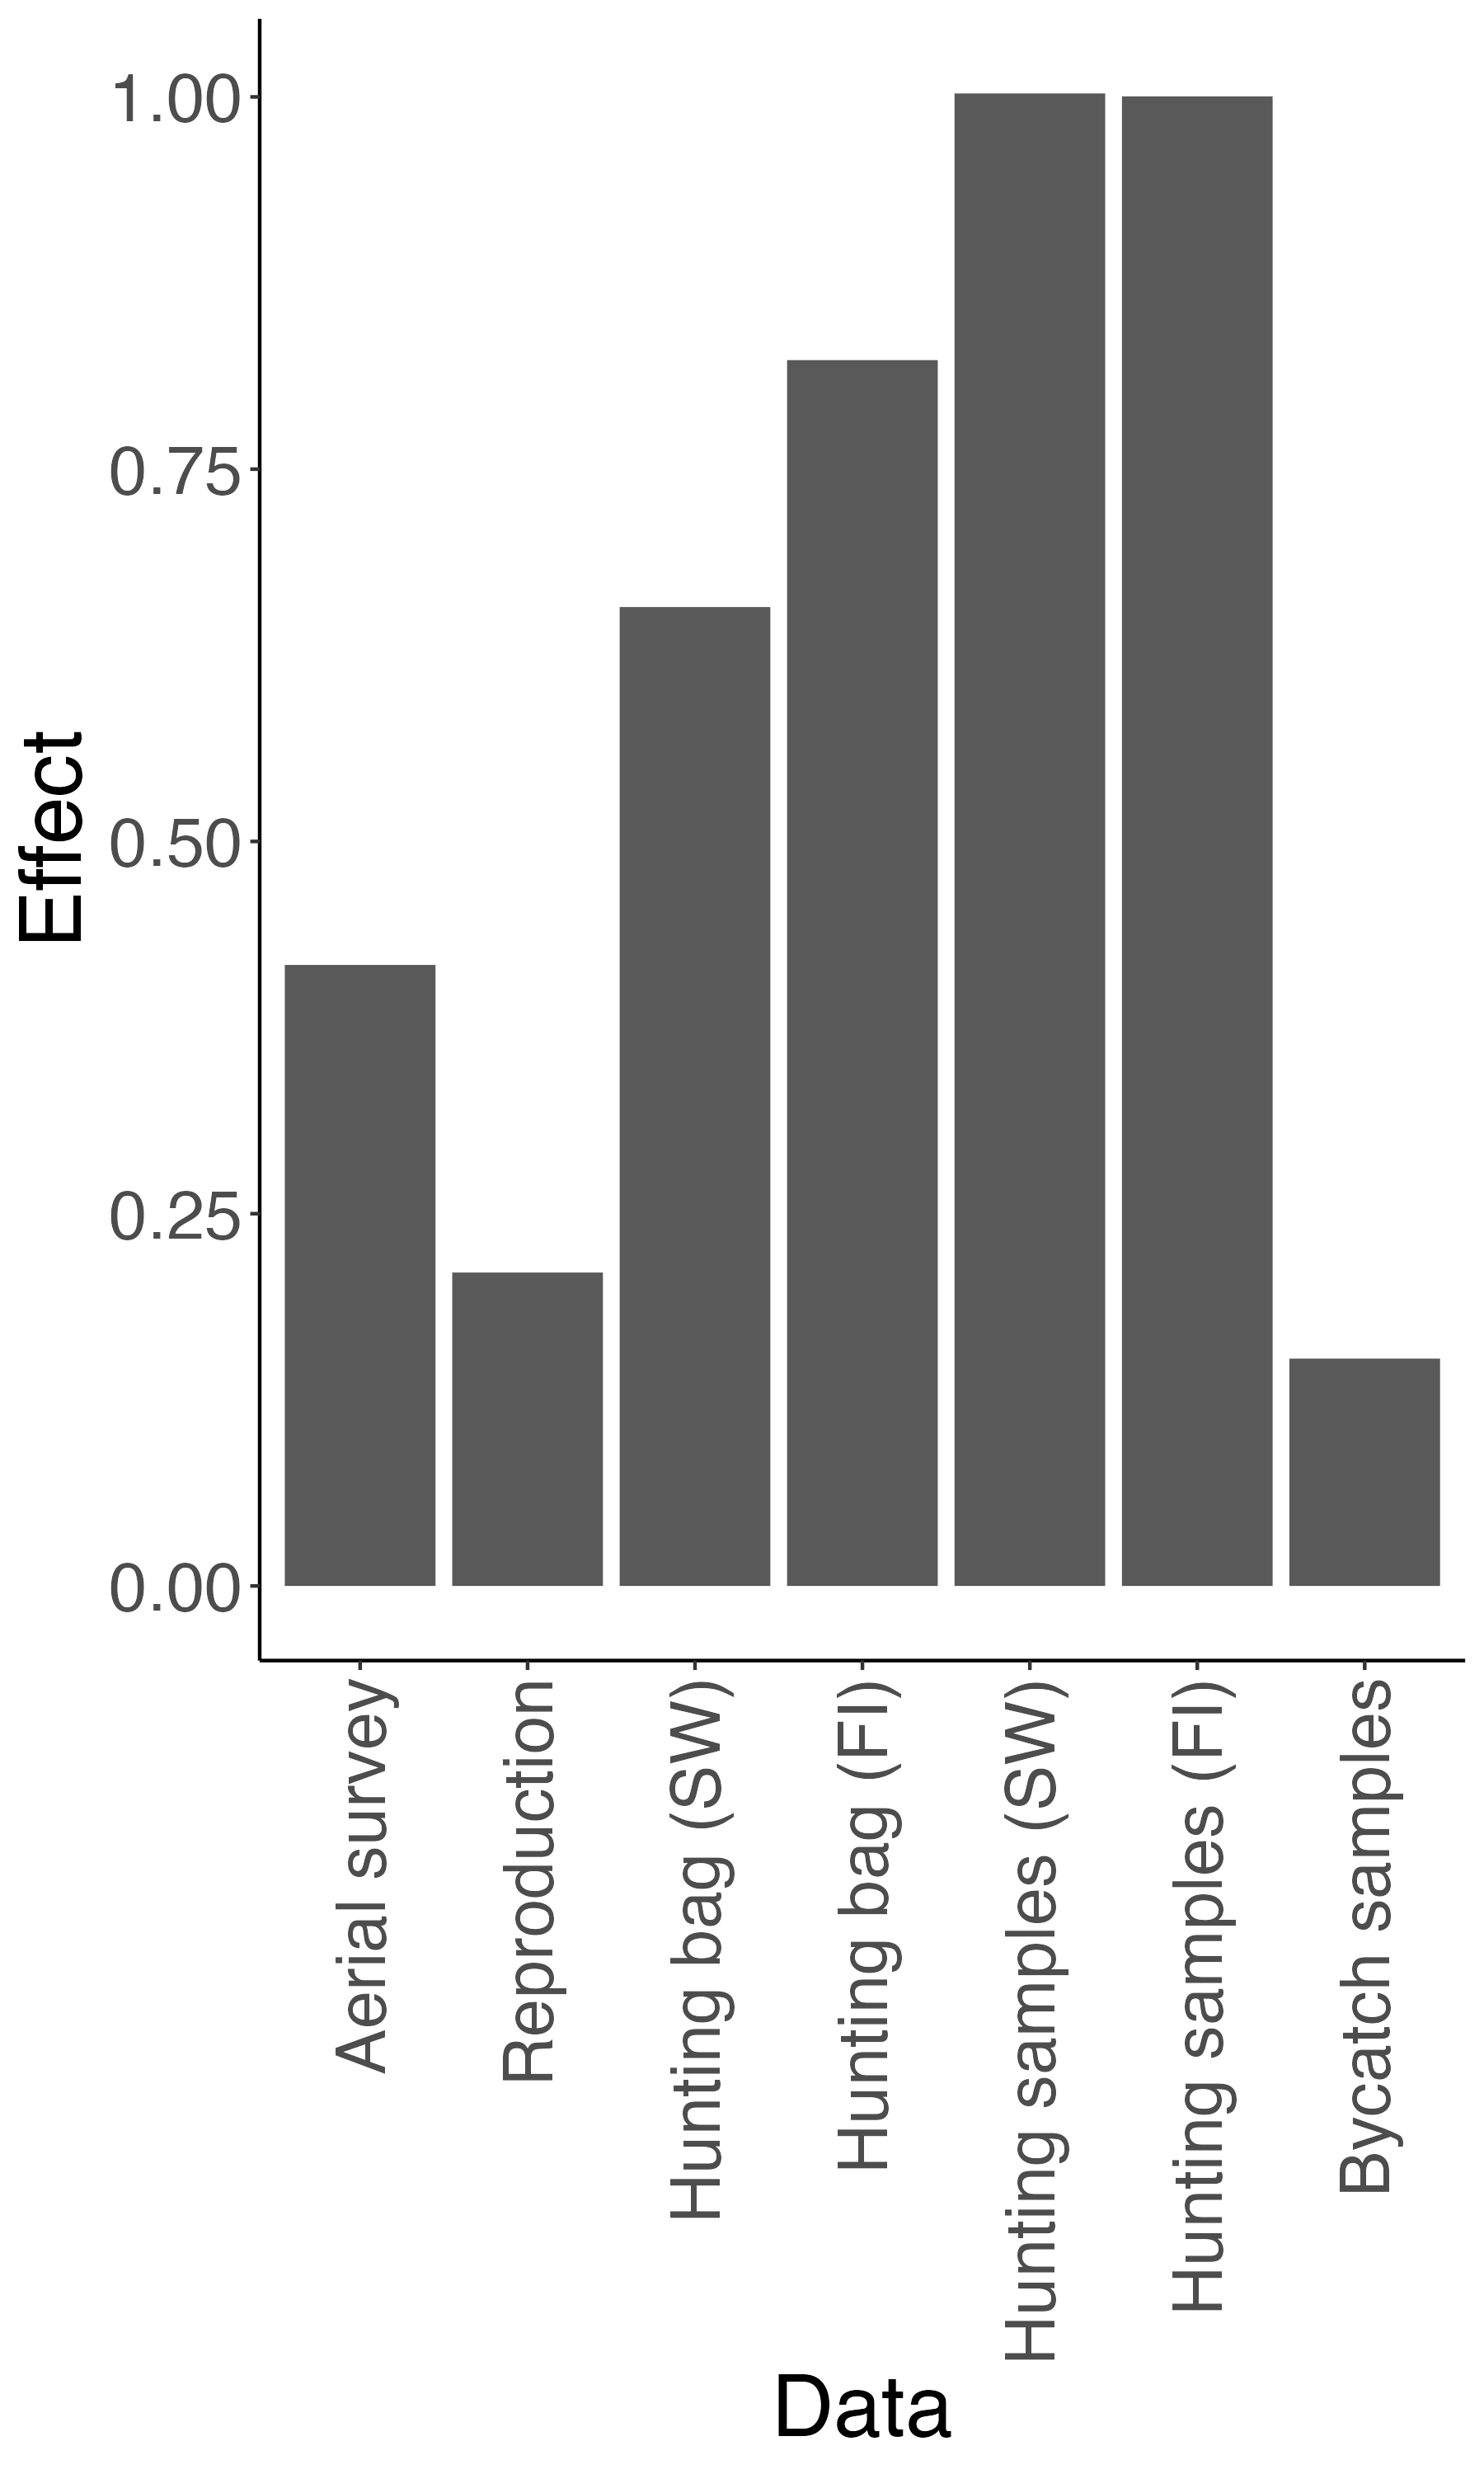 Effect
1.00
0.75
0.50
0.25
0.00
Aerial survey
Reproduction
Hunting bag (SW)
Hunting bag (FI)
Hunting samples (SW)
Hunting samples (FI)
Bycatch samples
Data